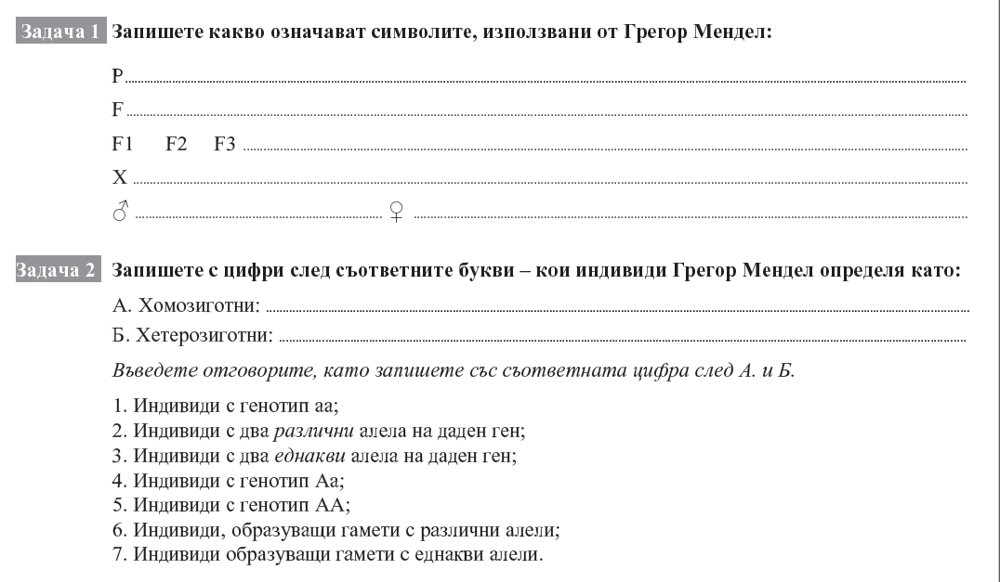 Задача 1 Запишете какво означават символите, използвани от Грегор Мендел:
P
F
F1 F2 F3
X
♂ ♀
Задача 2 Запишете с цифри след съответните букви – кои индивиди Грегор Мендел определя като:
А. Хомозиготни:
Б. Хетерозиготни:
Въведете отговорите, като запишете със съответната цифра след А. и Б.
1. Индивиди с генотип аа;
2. Индивиди с два различни алела на даден ген;
3. Индивиди с два еднакви алела на даден ген;
4. Индивиди с генотип Аа;
5. Индивиди с генотип АА;
6. Индивиди, образуващи гамети с различни алели;
7. Индивиди образуващи гамети с еднакви алели.